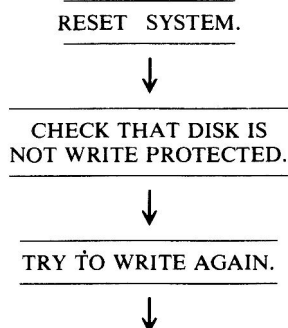 RESET SYSTEM.
CHECK THAT DISK IS
NOT WRITE PROTECTED.
TRY TO WRITE AGAIN.